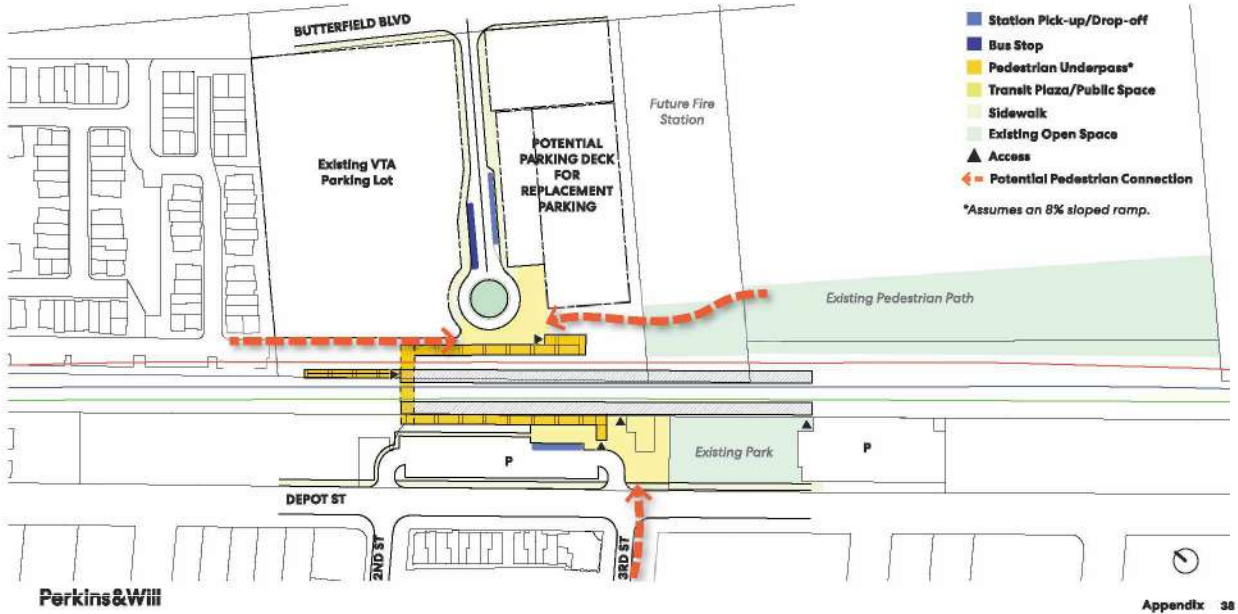 BUTTERFIELD BLVD
Station Pick-up/Drop-off
Bus Stop
Pedestrian Underpass*
Transit Plaza/Public Space
Sidewalk
Existing Open Space
Access
Potential Pedestrian Connection
*Assumes an 8% sloped ramp.
Future Fire
Station
Existing VTA
Parking Lot
POTENTIAL
PARKING DECK
FOR
REPLACEMENT
PARKING
Existing Pedestrian Path
Existing Park
P
P
DEPOT ST
2ND ST
3RD ST
Perkins&Will
Appendix 38